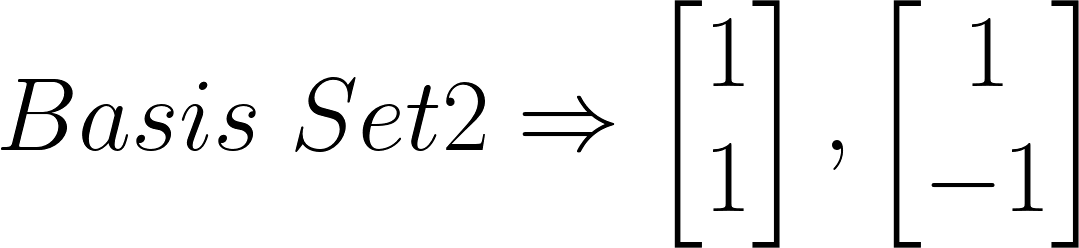 Basis Set2 ⇒ [1 1] , [1 -1]